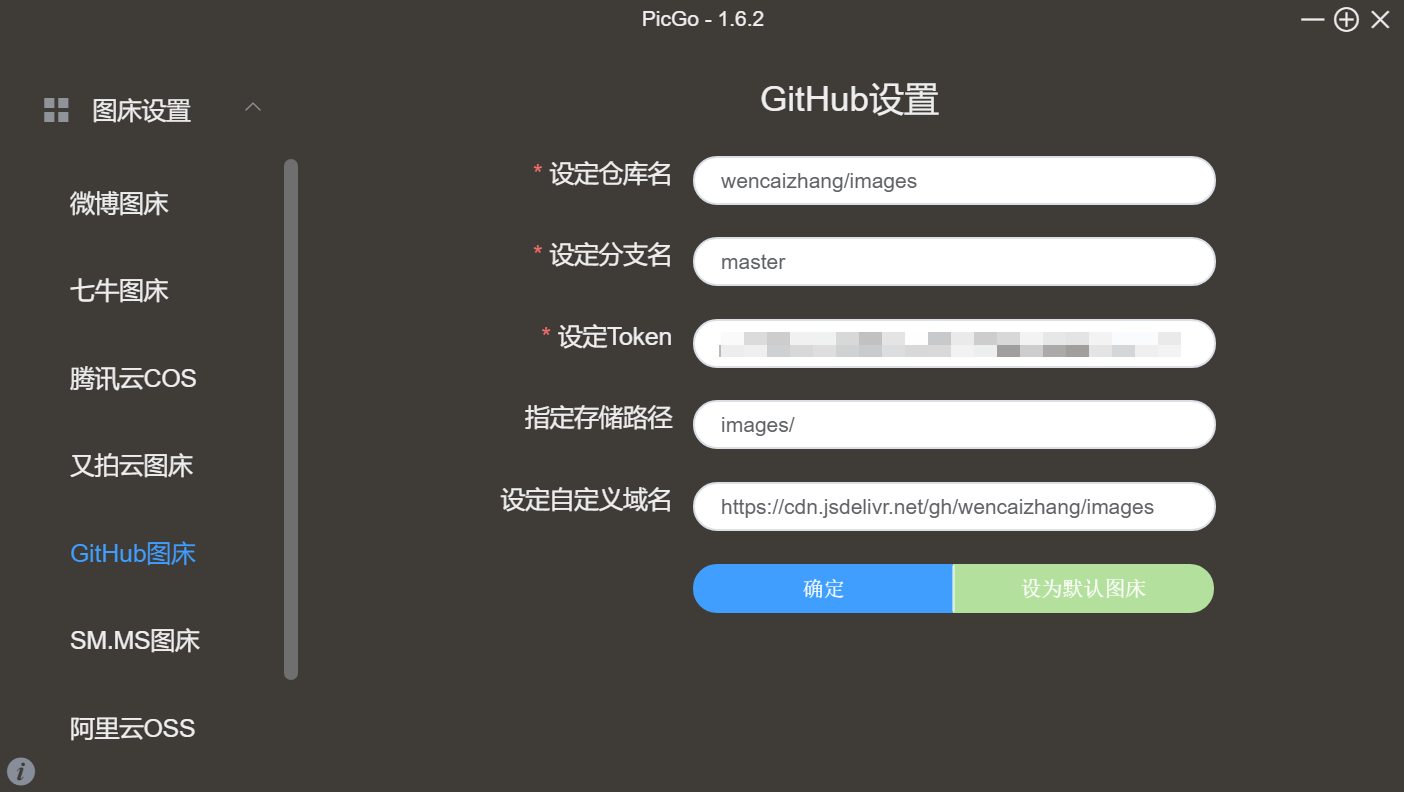 PicGo - 1.6.2
图床设置
微博图床
七牛图床
腾讯云COS
又拍云图床
GitHub图床
SM.MS图床
阿里云OSS
GitHub设置
* 设定仓库名
wencaizhang/images
* 设定分支名
master
* 设定Token
指定存储路径
images/
设定自定义域名
https://cdn.jsdelivr.net/gh/wencaizhang/images
确定
设为默认图床